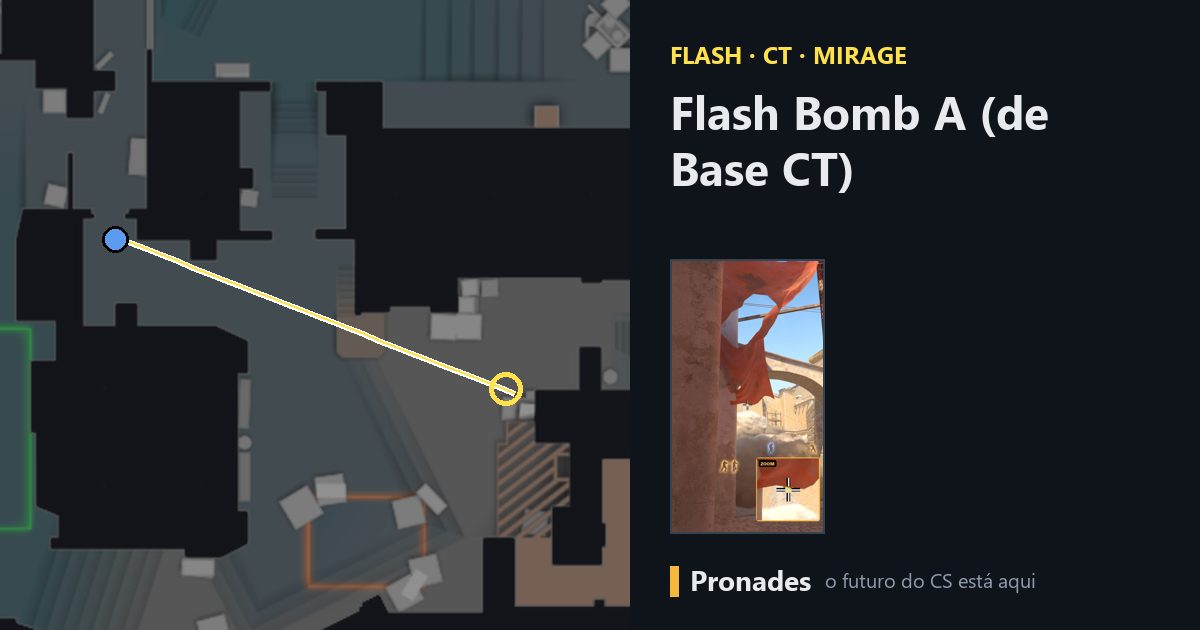 FLASH · CT · MIRAGE
Flash Bomb A (de
Base CT)
ZOOM
Pronades o futuro do CS está aqui